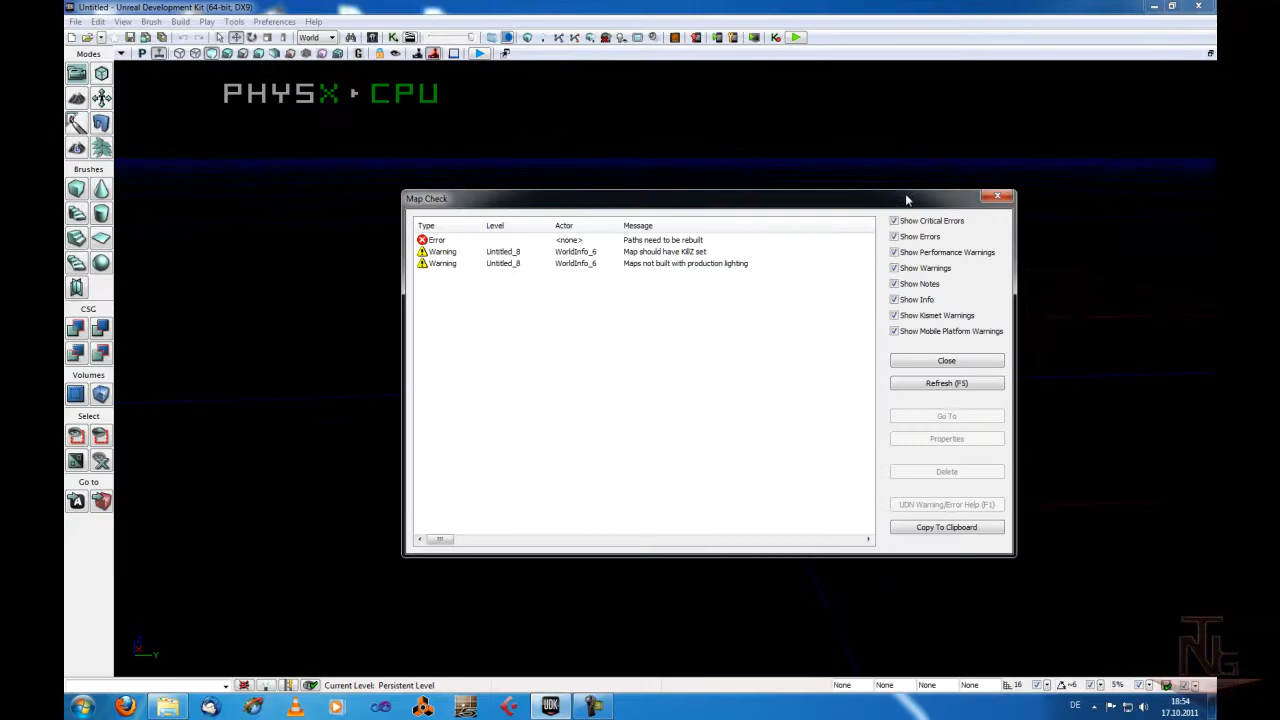 Untitled - Unreal Development Kit (64-bit, DX9)
File Edit View Brush Build Play Tools Preferences Help
World
P G
Modes
PHYSX CPU
Brushes
CSG
Volumes
Select
Go to
Map Check
Type Level Actor Message
Error <none> Paths need to be rebuilt
Warning Untitled_8 WorldInfo_6 Map should have KillZ set
Warning Untitled_8 WorldInfo_6 Maps not built with production lighting
Show Critical Errors
Show Errors
Show Performance Warnings
Show Warnings
Show Notes
Show Info
Show Kismet Warnings
Show Mobile Platform Warnings
Close
Refresh (F5)
Go To
Properties
Delete
UDN Warning/Error Help (F1)
Copy To Clipboard
Z
Y
TNG
Current Level: Persistent Level
None None None None 16 ~6 5%
UDK
DE
18:54
17.10.2011